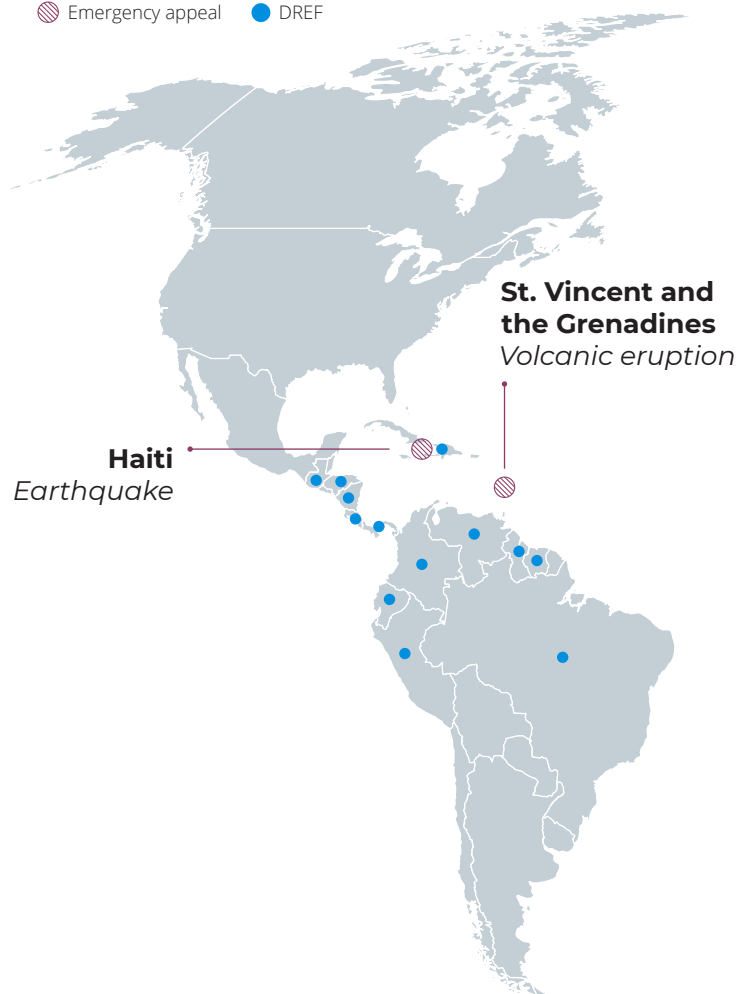 Emergency appeal DREF
St. Vincent and
the Grenadines
Volcanic eruption
Haiti
Earthquake